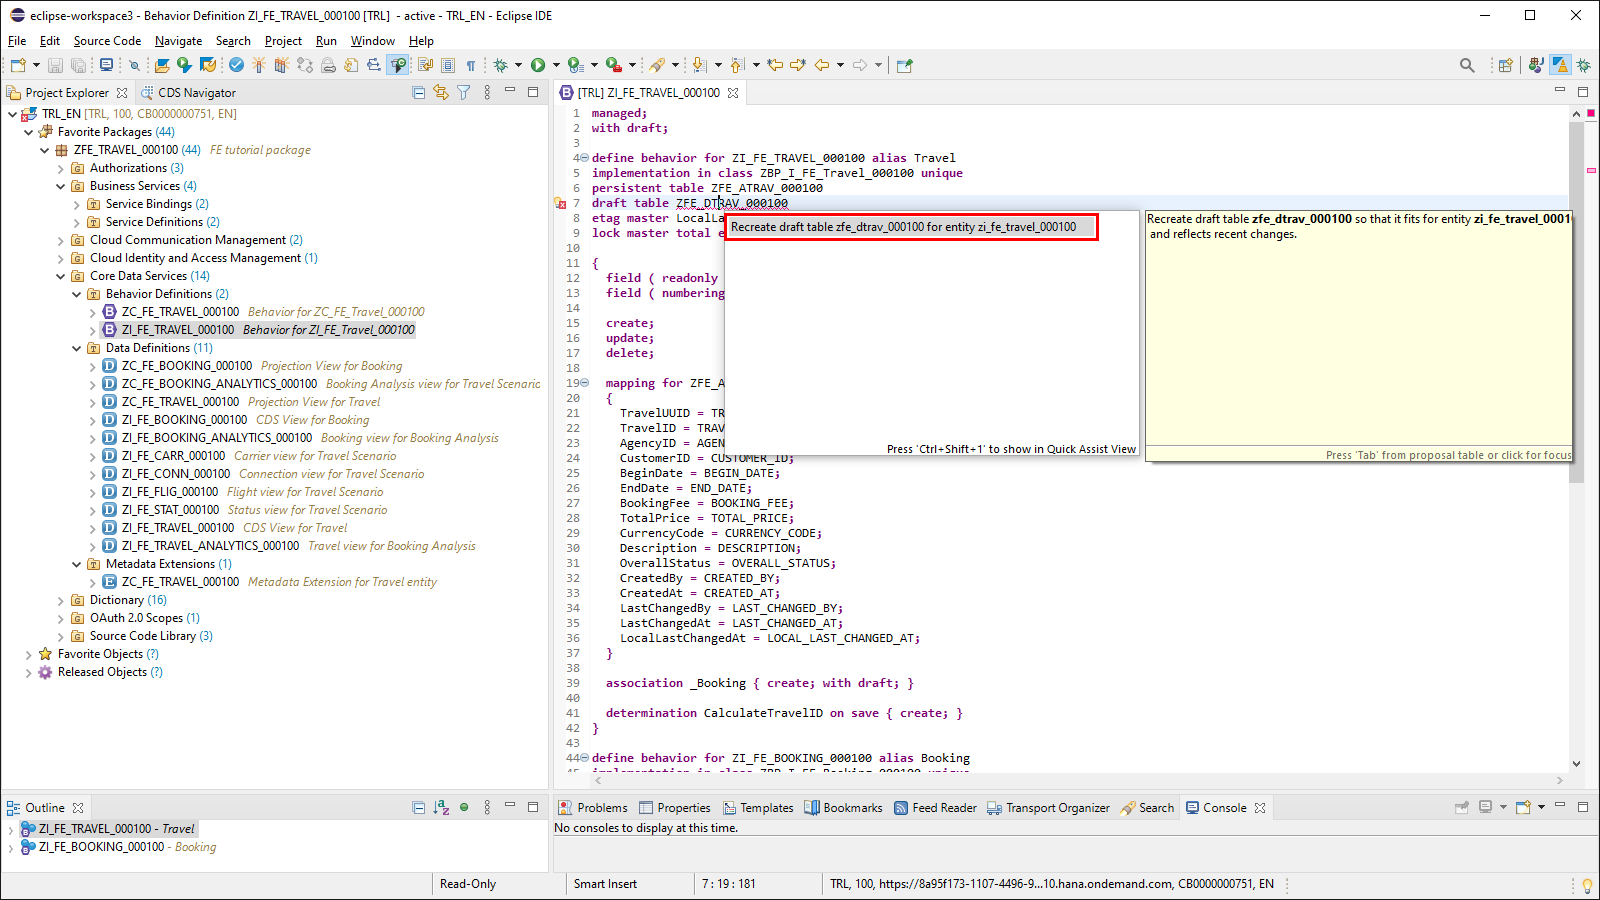 eclipse-workspace3 - Behavior Definition ZI_FE_TRAVEL_000100 [TRL] - active - TRL_EN - Eclipse IDE
File Edit Source Code Navigate Search Project Run Window Help
Project Explorer CDS Navigator
TRL_EN [TRL, 100, CB0000000751, EN]
Favorite Packages (44)
ZFE_TRAVEL_000100 (44) FE tutorial package
Authorizations (3)
Business Services (4)
Service Bindings (2)
Service Definitions (2)
Cloud Communication Management (2)
Cloud Identity and Access Management (1)
Core Data Services (14)
Behavior Definitions (2)
ZC_FE_TRAVEL_000100 Behavior for ZC_FE_Travel_000100
ZI_FE_TRAVEL_000100 Behavior for ZI_FE_Travel_000100
Data Definitions (11)
ZC_FE_BOOKING_000100 Projection View for Booking
ZC_FE_BOOKING_ANALYTICS_000100 Booking Analysis view for Travel Scenario
ZC_FE_TRAVEL_000100 Projection View for Travel
ZI_FE_BOOKING_000100 CDS View for Booking
ZI_FE_BOOKING_ANALYTICS_000100 Booking view for Booking Analysis
ZI_FE_CARR_000100 Carrier view for Travel Scenario
ZI_FE_CONN_000100 Connection view for Travel Scenario
ZI_FE_FLIG_000100 Flight view for Travel Scenario
ZI_FE_STAT_000100 Status view for Travel Scenario
ZI_FE_TRAVEL_000100 CDS View for Travel
ZI_FE_TRAVEL_ANALYTICS_000100 Travel view for Booking Analysis
Metadata Extensions (1)
ZC_FE_TRAVEL_000100 Metadata Extension for Travel entity
Dictionary (16)
OAuth 2.0 Scopes (1)
Source Code Library (3)
Favorite Objects (?)
Released Objects (?)
[TRL] ZI_FE_TRAVEL_000100
1 managed;
2 with draft;
3
4 define behavior for ZI_FE_TRAVEL_000100 alias Travel
5 implementation in class ZBP_I_FE_Travel_000100 unique
6 persistent table ZFE_ATRAV_000100
7 draft table ZFE_DTRAV_000100
8 etag master LocalLa
9 lock master total e
10
11 {
12 field ( readonly
13 field ( numbering
14
15 create;
16 update;
17 delete;
18
19 mapping for ZFE_A
20 {
21 TravelUUID = TR
22 TravelID = TRAV
23 AgencyID = AGEN
24 CustomerID = CUSTOMER_ID;
25 BeginDate = BEGIN_DATE;
26 EndDate = END_DATE;
27 BookingFee = BOOKING_FEE;
28 TotalPrice = TOTAL_PRICE;
29 CurrencyCode = CURRENCY_CODE;
30 Description = DESCRIPTION;
31 OverallStatus = OVERALL_STATUS;
32 CreatedBy = CREATED_BY;
33 CreatedAt = CREATED_AT;
34 LastChangedBy = LAST_CHANGED_BY;
35 LastChangedAt = LAST_CHANGED_AT;
36 LocalLastChangedAt = LOCAL_LAST_CHANGED_AT;
37 }
38
39 association _Booking { create; with draft; }
40
41 determination CalculateTravelID on save { create; }
42 }
43
44 define behavior for ZI_FE_BOOKING_000100 alias Booking
45 implementation in class ZBP_I_FE_Booking_000100 unique
Recreate draft table zfe_dtrav_000100 for entity zi_fe_travel_000100
Press 'Ctrl+Shift+1' to show in Quick Assist View
Recreate draft table zfe_dtrav_000100 so that it fits for entity zi_fe_travel_0001
and reflects recent changes.
Press 'Tab' from proposal table or click for focus
Outline
ZI_FE_TRAVEL_000100 - Travel
ZI_FE_BOOKING_000100 - Booking
Problems Properties Templates Bookmarks Feed Reader Transport Organizer Search Console
No consoles to display at this time.
Read-Only Smart Insert 7 : 19 : 181 TRL, 100, https://8a95f173-1107-4496-9...10.hana.ondemand.com, CB0000000751, EN